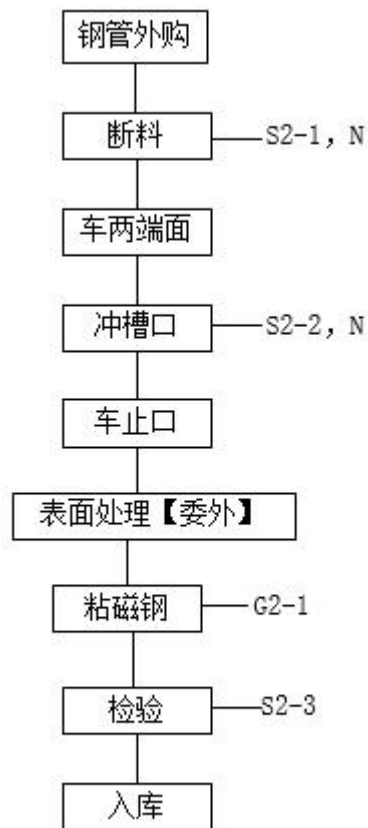 钢管外购
断料
S2-1, N
车两端面
冲槽口
S2-2, N
车止口
表面处理【委外】
粘磁钢
G2-1
检验
S2-3
入库